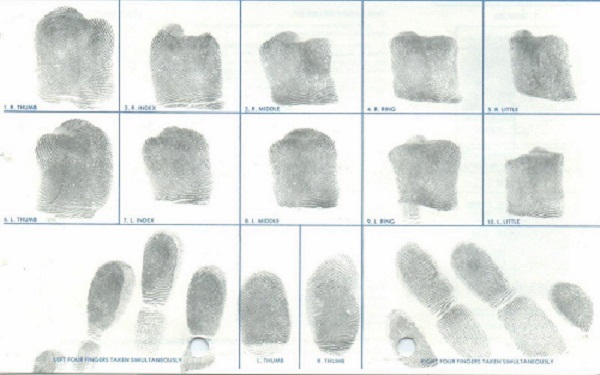 1. R. THUMB
2. R. INDEX
3. R. MIDDLE
4. R. RING
5. R. LITTLE
6. L. THUMB
7. L. INDEX
8. L. MIDDLE
9. L. RING
10. L. LITTLE
LEFT FOUR FINGERS TAKEN SIMULTANEOUSLY
L. THUMB
R. THUMB
RIGHT FOUR FINGERS TAKEN SIMULTANEOUSLY